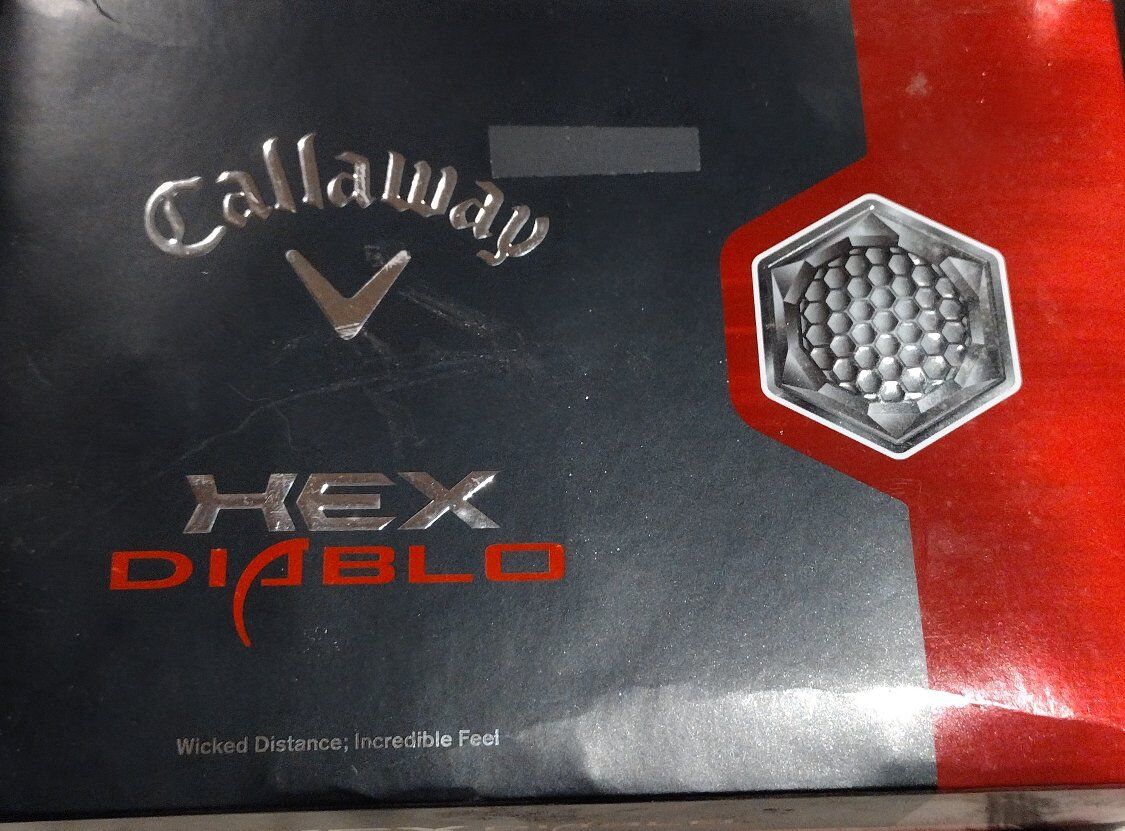 Callaway
HEX
DIABLO
Wicked Distance; Incredible Feel